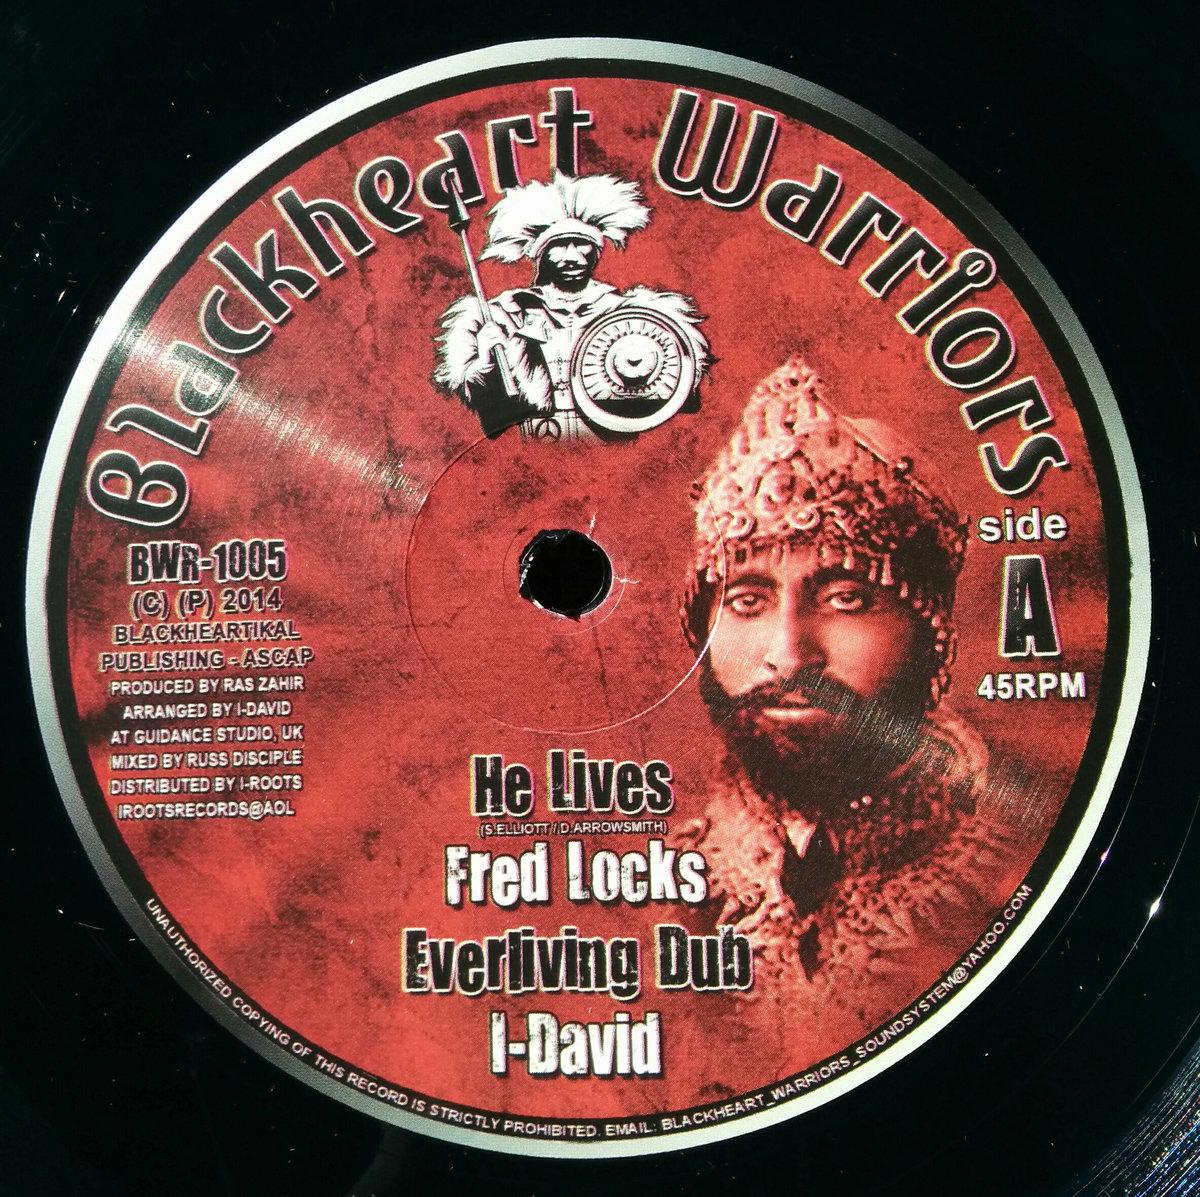 Blackheart Warriors
side
A
45RPM
BWR-1005
(C) (P) 2014
BLACKHEARTIKAL
PUBLISHING - ASCAP
PRODUCED BY RAS ZAHIR
ARRANGED BY I-DAVID
AT GUIDANCE STUDIO, UK
MIXED BY RUSS DISCIPLE
DISTRIBUTED BY I-ROOTS
IROOTSRECORDS@AOL
He Lives
(S.ELLIOTT / D.ARROWSMITH)
Fred Locks
Everliving Dub
I-David
UNAUTHORIZED COPYING OF THIS RECORD IS STRICTLY PROHIBITED. EMAIL: BLACKHEART_WARRIORS_SOUNDSYSTEM@YAHOO.COM